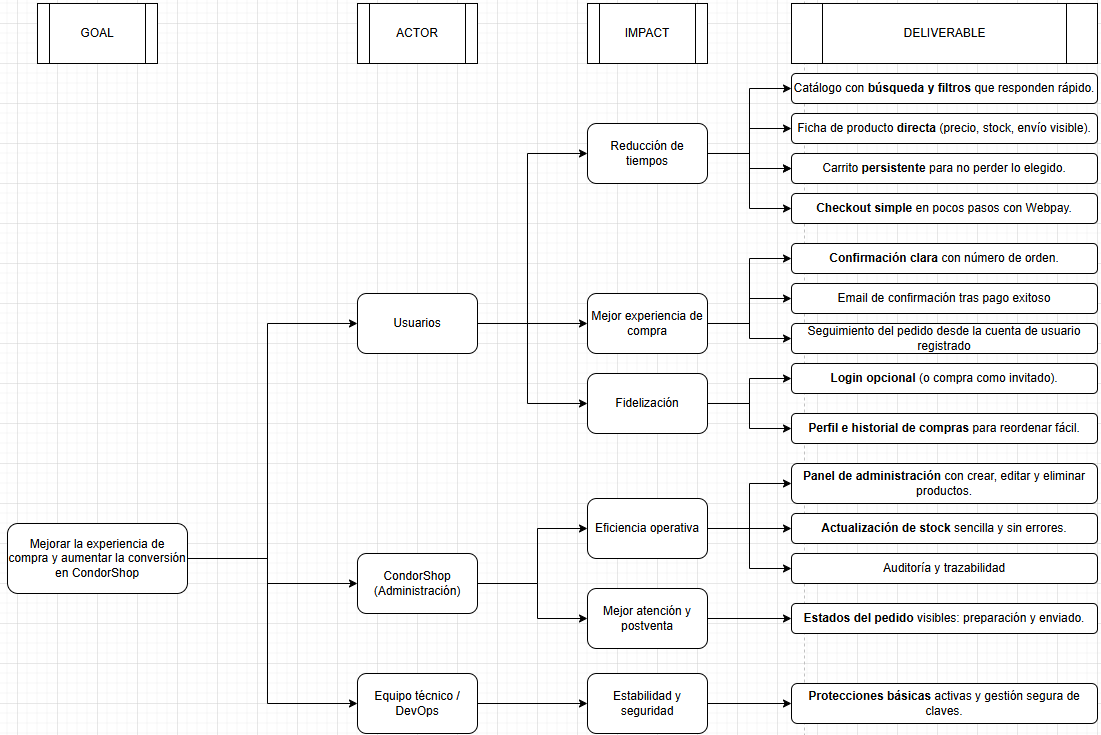 GOAL
ACTOR
IMPACT
DELIVERABLE
Catálogo con búsqueda y filtros que responden rápido.
Ficha de producto directa (precio, stock, envío visible).
Reducción de
tiempos
Carrito persistente para no perder lo elegido.
Checkout simple en pocos pasos con Webpay.
Confirmación clara con número de orden.
Email de confirmación tras pago exitoso
Usuarios
Mejor experiencia de
compra
Seguimiento del pedido desde la cuenta de usuario
registrado
Login opcional (o compra como invitado).
Fidelización
Perfil e historial de compras para reordenar fácil.
Panel de administración con crear, editar y eliminar
productos.
Eficiencia operativa
Actualización de stock sencilla y sin errores.
Mejorar la experiencia de
compra y aumentar la conversión
en CondorShop
Auditoría y trazabilidad
CondorShop
(Administración)
Mejor atención y
postventa
Estados del pedido visibles: preparación y enviado.
Equipo técnico /
DevOps
Estabilidad y
seguridad
Protecciones básicas activas y gestión segura de
claves.